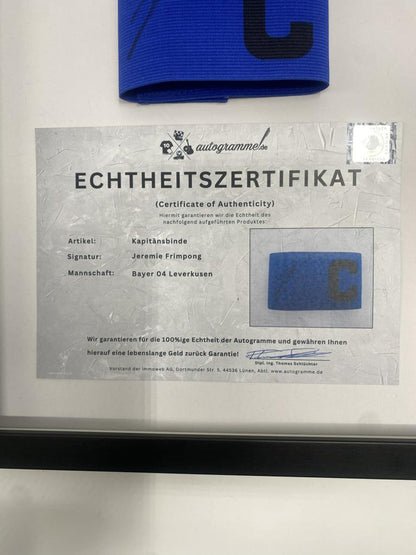 C
10
autogramme.de
ECHTHEITSZERTIFIKAT
(Certificate of Authenticity)
Hiermit garantieren wir die Echtheit des
nachfolgend aufgeführten Produktes:
Artikel: Kapitänsbinde
Signatur: Jeremie Frimpong
Mannschaft: Bayer 04 Leverkusen
C
Wir garantieren für die 100%ige Echtheit der Autogramme und gewähren Ihnen
hierauf eine lebenslange Geld zurück Garantie!
Dipl. Ing. Thomas Schlüchter
Vorstand der Immoweb AG, Dortmunder Str. 5, 44536 Lünen, Abtl. www.autogramme.de